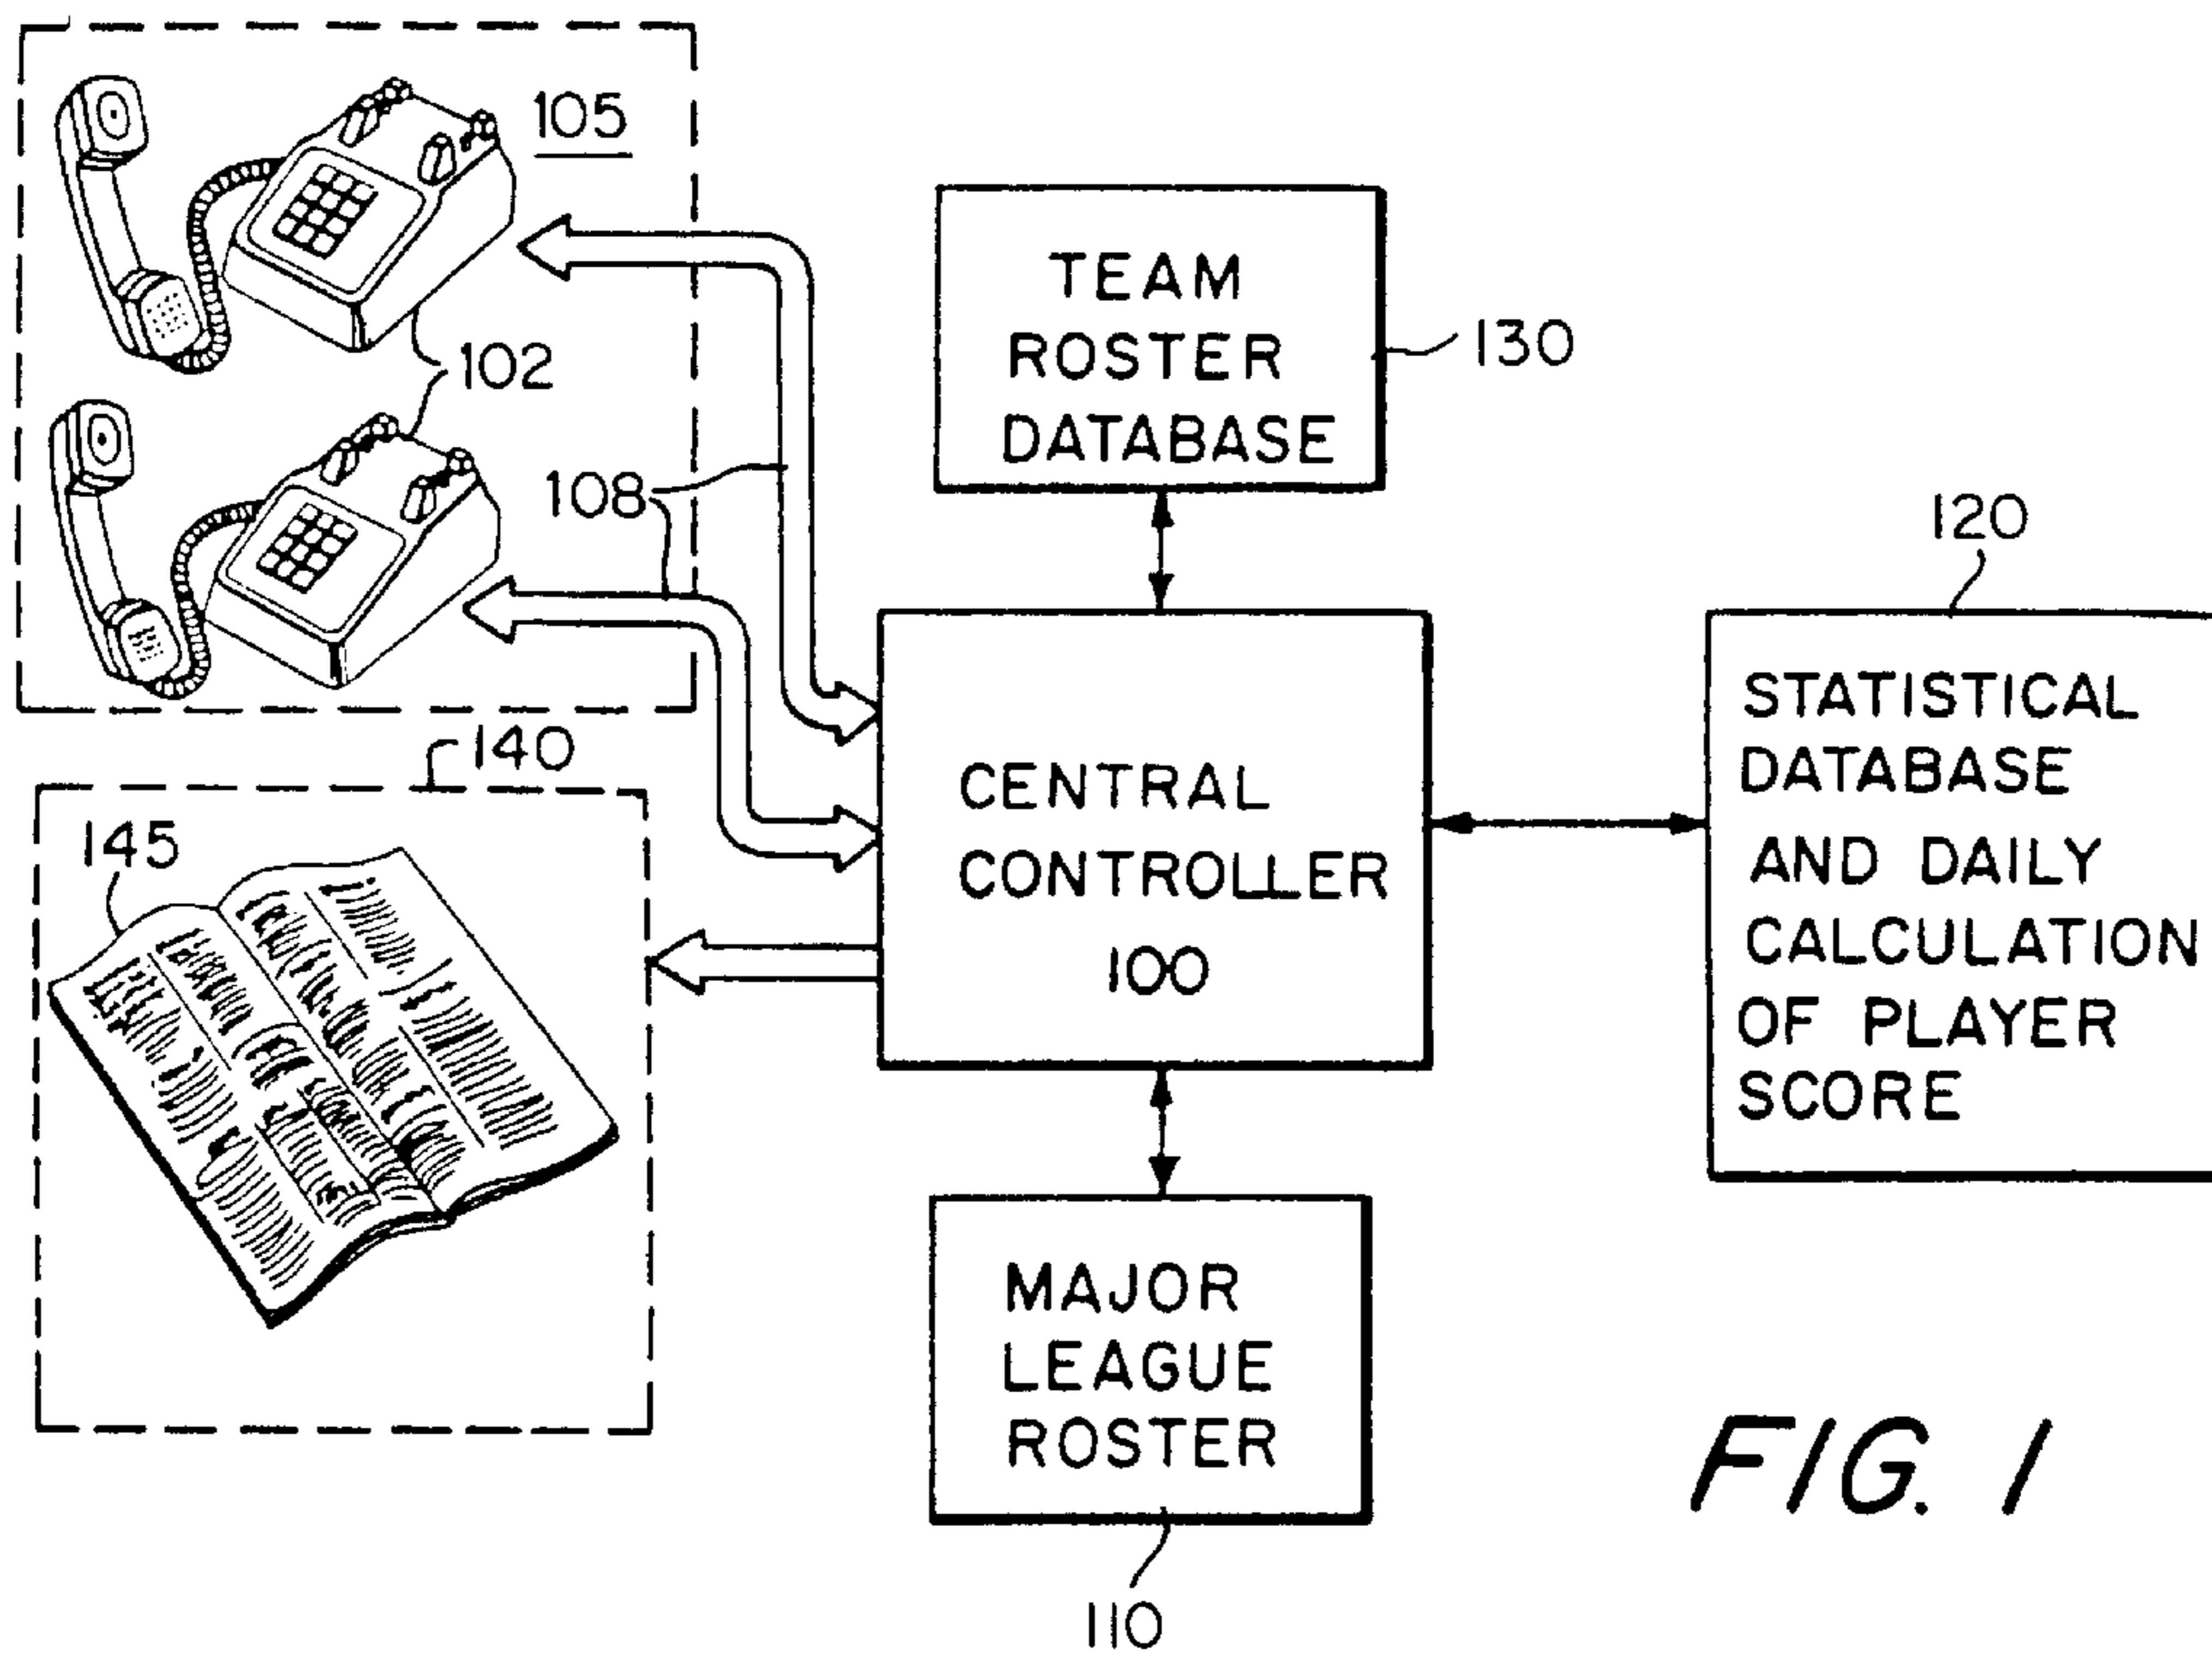 105
102
108
TEAM
ROSTER
DATABASE
130
120
CENTRAL
CONTROLLER
100
STATISTICAL
DATABASE
AND DAILY
CALCULATION
OF PLAYER
SCORE
140
145
MAJOR
LEAGUE
ROSTER
110
FIG. 1